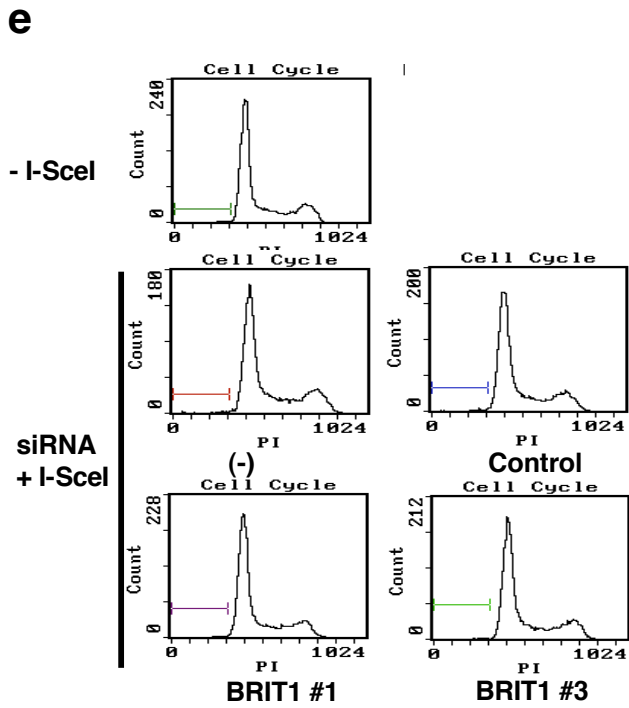 e
Cell Cycle
240
Count
0
0 1024
PI
- I-SceI
Cell Cycle
180
Count
0
0 1024
PI
(-)
Cell Cycle
200
Count
0
0 1024
PI
Control
siRNA
+ I-SceI
Cell Cycle
228
Count
0
0 1024
PI
BRIT1 #1
Cell Cycle
212
Count
0
0 1024
PI
BRIT1 #3